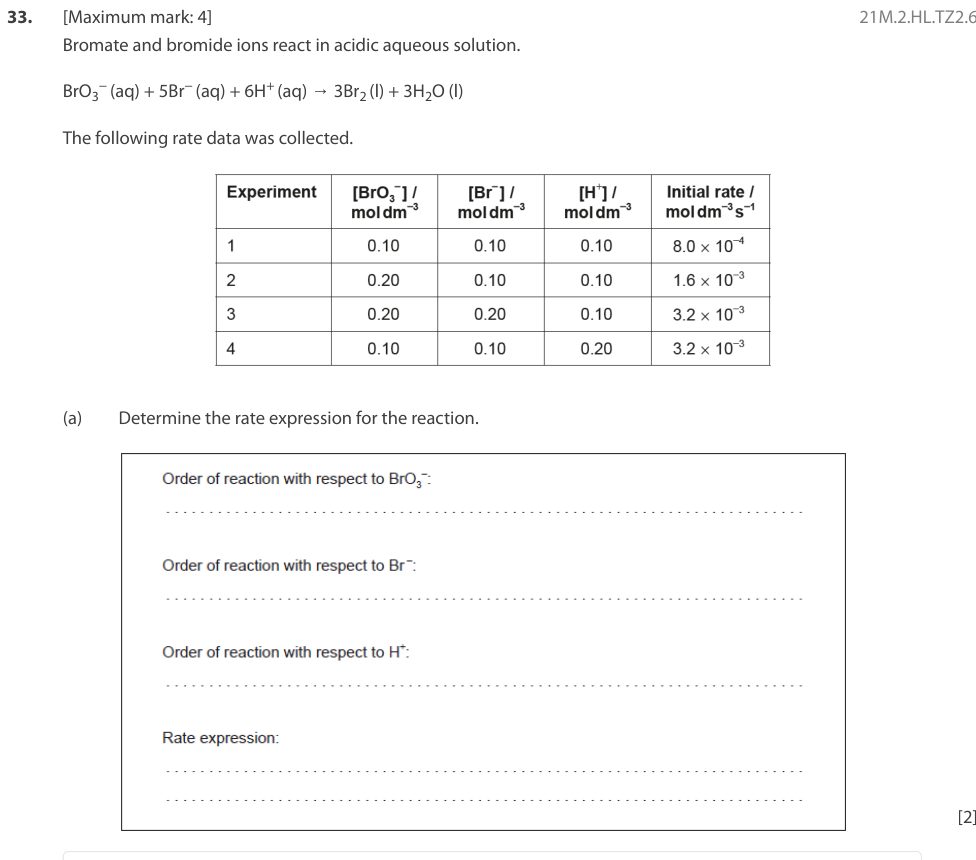 33. [Maximum mark: 4] 21M.2.HL.TZ2.6
Bromate and bromide ions react in acidic aqueous solution.
BrO₃⁻ (aq) + 5Br⁻ (aq) + 6H⁺ (aq) → 3Br₂ (l) + 3H₂O (l)
The following rate data was collected.
Experiment [BrO₃⁻] / mol dm⁻³ [Br⁻] / mol dm⁻³ [H⁺] / mol dm⁻³ Initial rate / mol dm⁻³ s⁻¹
1 0.10 0.10 0.10 8.0 × 10⁻⁴
2 0.20 0.10 0.10 1.6 × 10⁻³
3 0.20 0.20 0.10 3.2 × 10⁻³
4 0.10 0.10 0.20 3.2 × 10⁻³
(a) Determine the rate expression for the reaction.
Order of reaction with respect to BrO₃⁻:
Order of reaction with respect to Br⁻:
Order of reaction with respect to H⁺:
Rate expression:
[2]